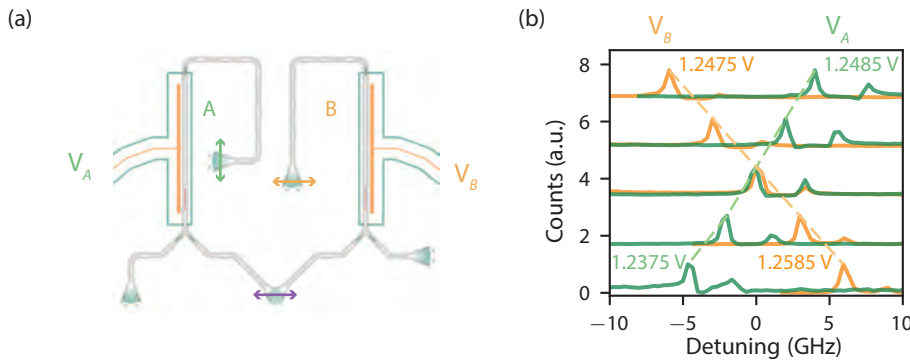 (a)
A
B
V_A
V_B
(b)
V_B
V_A
1.2475 V
1.2485 V
1.2375 V
1.2585 V
Counts (a.u.)
8
6
4
2
0
−10
−5
0
5
10
Detuning (GHz)